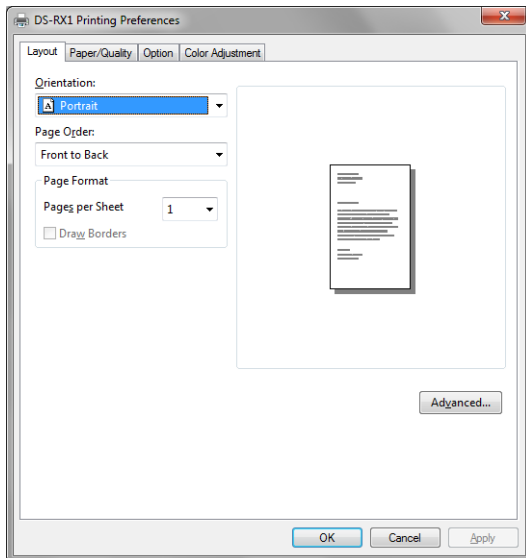 DS-RX1 Printing Preferences
Layout Paper/Quality Option Color Adjustment
Orientation:
A Portrait
Page Order:
Front to Back
Page Format
Pages per Sheet 1
Draw Borders
Advanced...
OK Cancel Apply